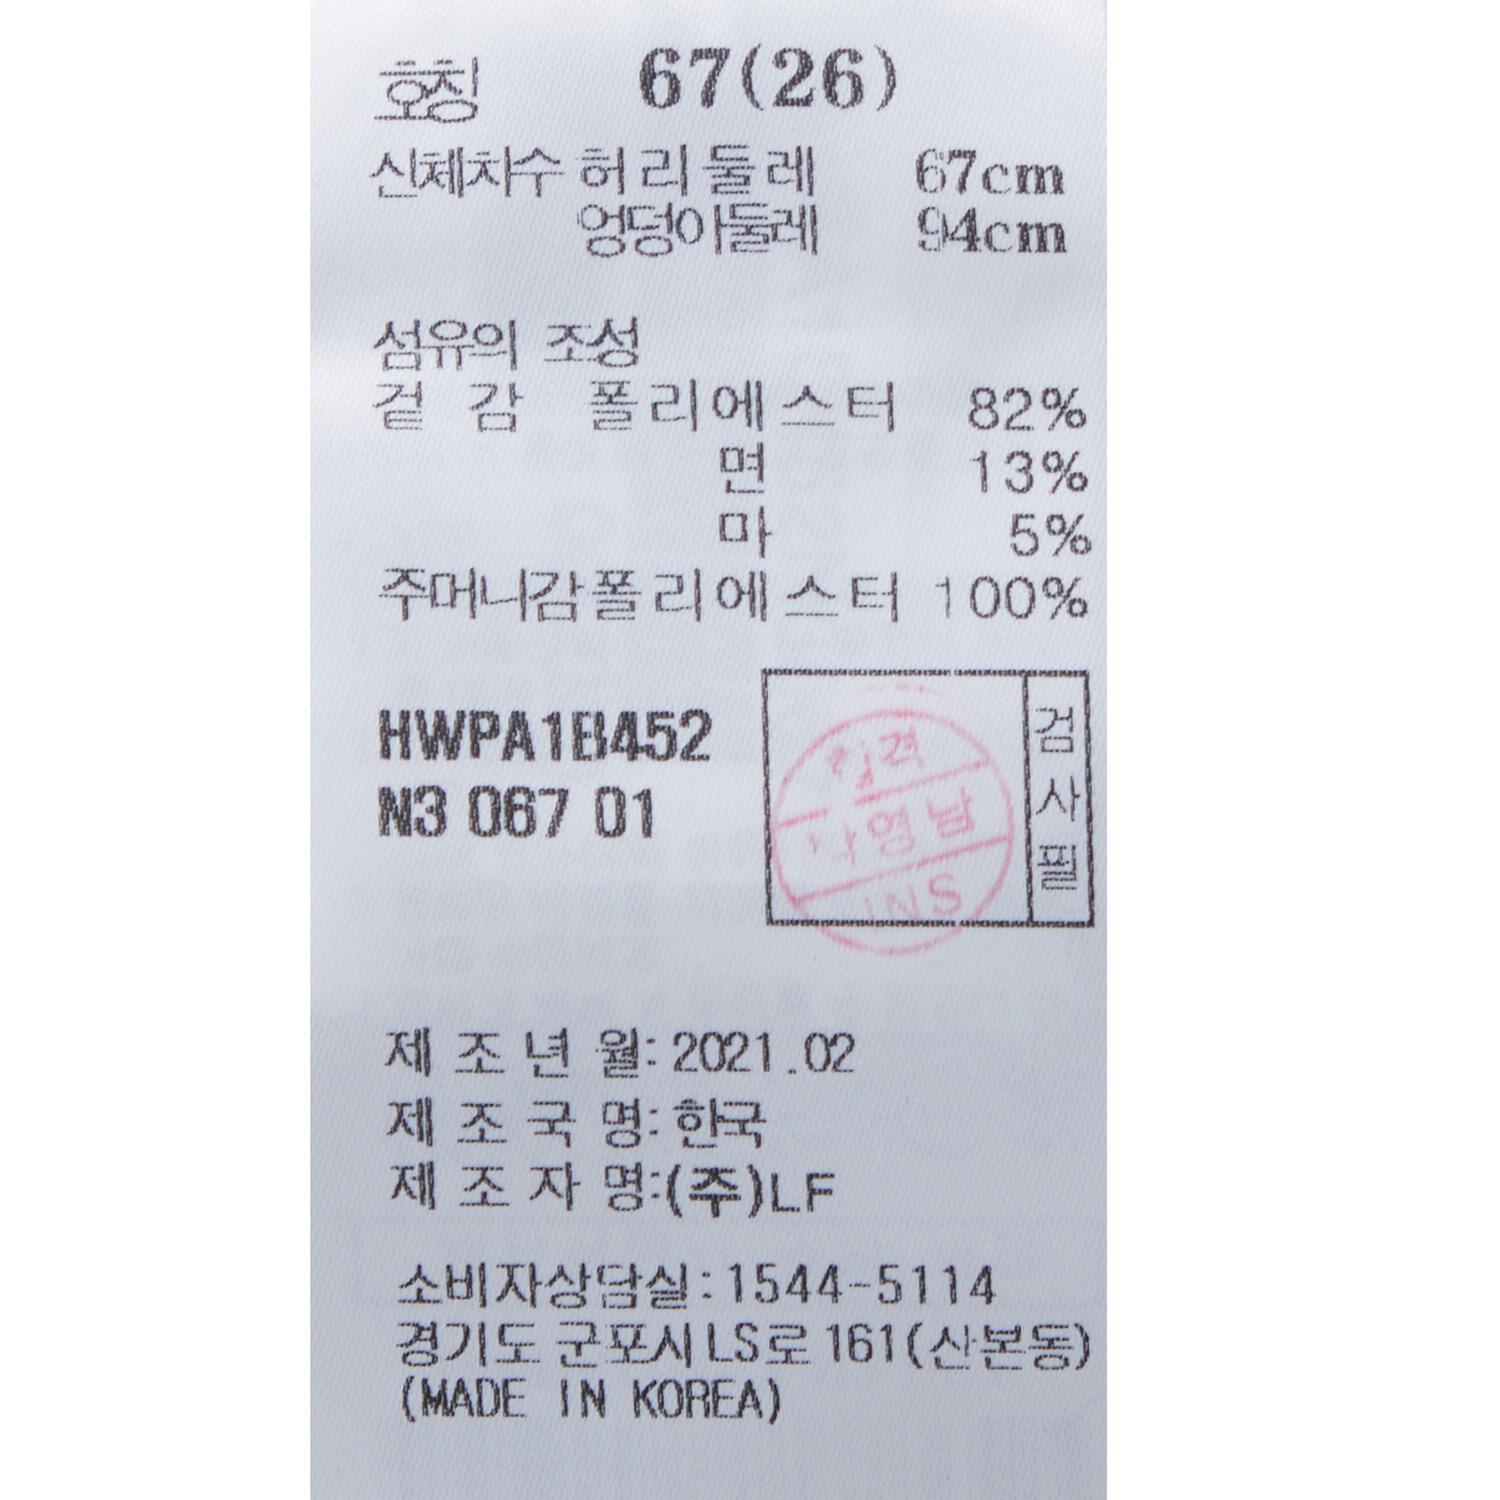 호칭 67(26)
신체치수 허리둘레 67cm
엉덩이둘레 94cm
섬유의 조성
겉감 폴리에스터 82%
면 13%
마 5%
주머니감 폴리에스터 100%
HWPA1B452
N3 067 01
검사필
합격
영남
INS
제조년월: 2021.02
제조국명: 한국
제조자명:(주)LF
소비자상담실:1544-5114
경기도 군포시 LS로 161(산본동)
(MADE IN KOREA)